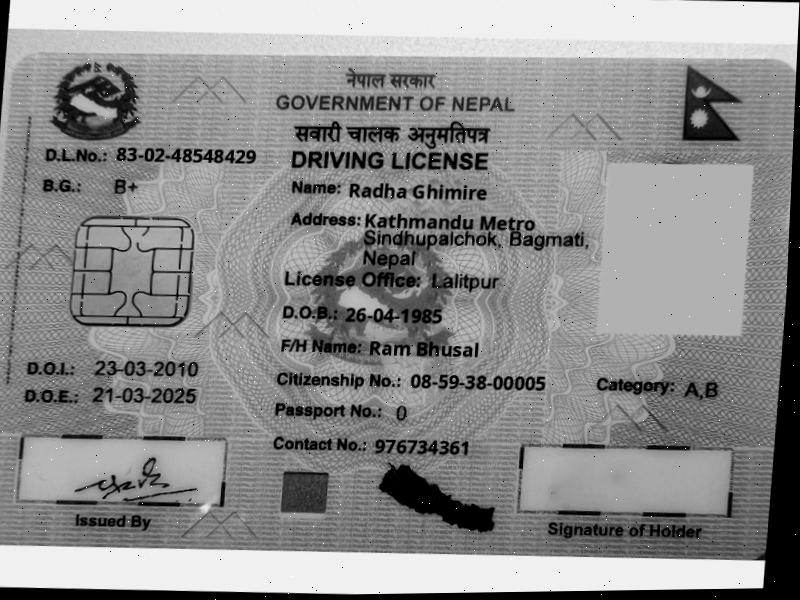 नेपाल सरकार
GOVERNMENT OF NEPAL
सवारी चालक अनुमतिपत्र
DRIVING LICENSE
D.L.No.: 83-02-48548429
B.G.: B+
Name: Radha Ghimire
Address: Kathmandu Metro
Sindhupalchok, Bagmati,
Nepal
License Office: Lalitpur
D.O.B.: 26-04-1985
F/H Name: Ram Bhusal
D.O.I.: 23-03-2010
Citizenship No.: 08-59-38-00005
Category: A,B
D.O.E.: 21-03-2025
Passport No.: 0
Contact No.: 976734361
Issued By
Signature of Holder